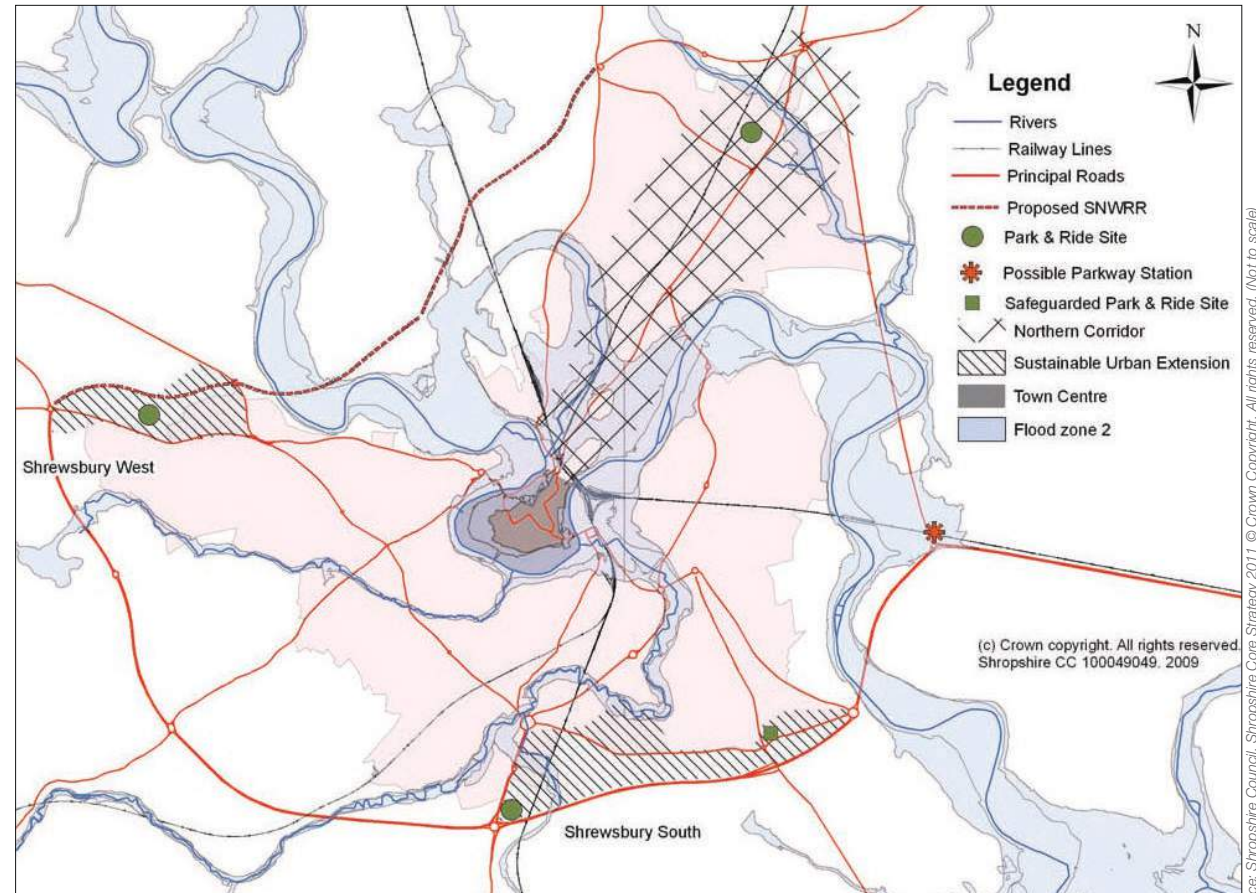 N
Legend
Rivers
Railway Lines
Principal Roads
Proposed SNWRR
Park & Ride Site
Possible Parkway Station
Safeguarded Park & Ride Site
Northern Corridor
Sustainable Urban Extension
Town Centre
Flood zone 2
Shrewsbury West
Shrewsbury South
(c) Crown copyright. All rights reserved.
Shropshire CC 100049049. 2009
ce: Shropshire Council, Shropshire Core Strategy, 2011 © Crown Copyright. All rights reserved. (Not to scale)